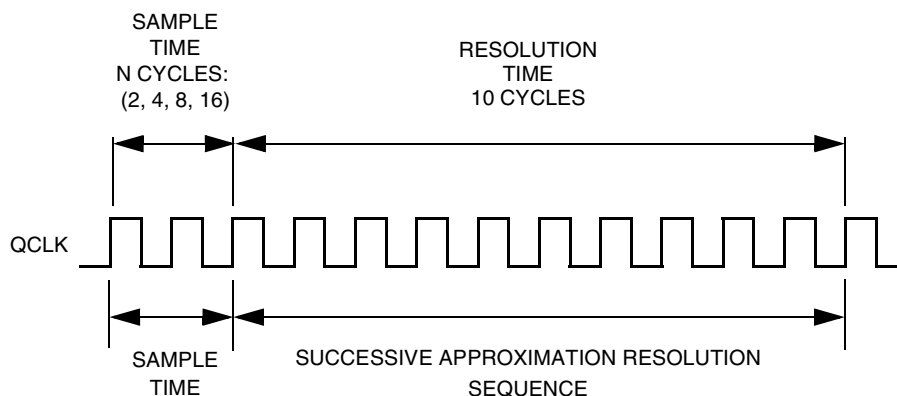 SAMPLE
TIME
N CYCLES:
(2, 4, 8, 16)
RESOLUTION
TIME
10 CYCLES
QCLK
SAMPLE
TIME
SUCCESSIVE APPROXIMATION RESOLUTION
SEQUENCE